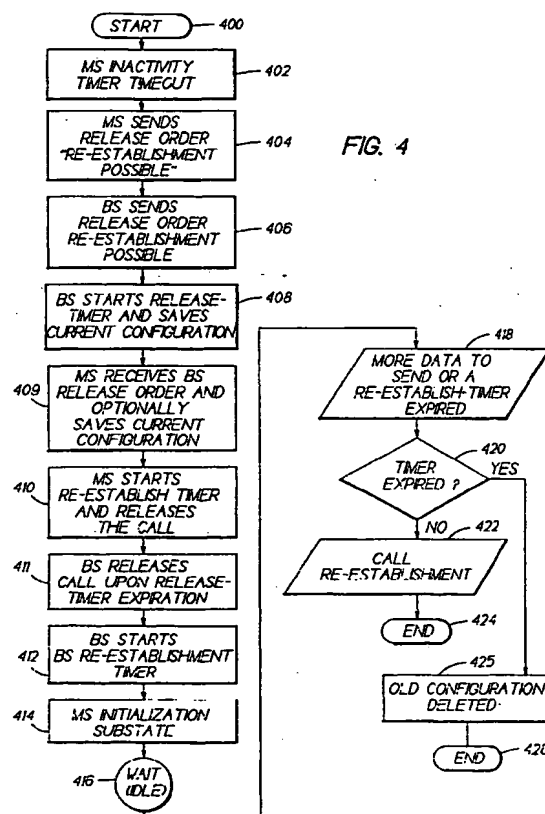 START
400
MS INACTIVITY
TIMER TIMEOUT
402
MS SENDS
RELEASE ORDER
"RE-ESTABLISHMENT
POSSIBLE"
404
FIG. 4
BS SENDS
RELEASE ORDER
RE-ESTABLISHMENT
POSSIBLE
406
BS STARTS RELEASE-
TIMER AND SAVES
CURRENT CONFIGURATION
408
409
MS RECEIVES BS
RELEASE ORDER AND
OPTIONALLY
SAVES CURRENT
CONFIGURATION
410
MS STARTS
RE-ESTABLISH TIMER
AND RELEASES
THE CALL
411
BS RELEASES
CALL UPON RELEASE-
TIMER EXPIRATION
412
BS STARTS
BS RE-ESTABLISHMENT
TIMER
414
MS INITIALIZATION
SUBSTATE
416
WAIT
(IDLE)
418
MORE DATA TO
SEND OR A
RE-ESTABLISH-TIMER
EXPIRED
420
TIMER
EXPIRED ?
YES
NO
422
CALL
RE-ESTABLISHMENT
END
424
425
OLD CONFIGURATION
DELETED
END
428